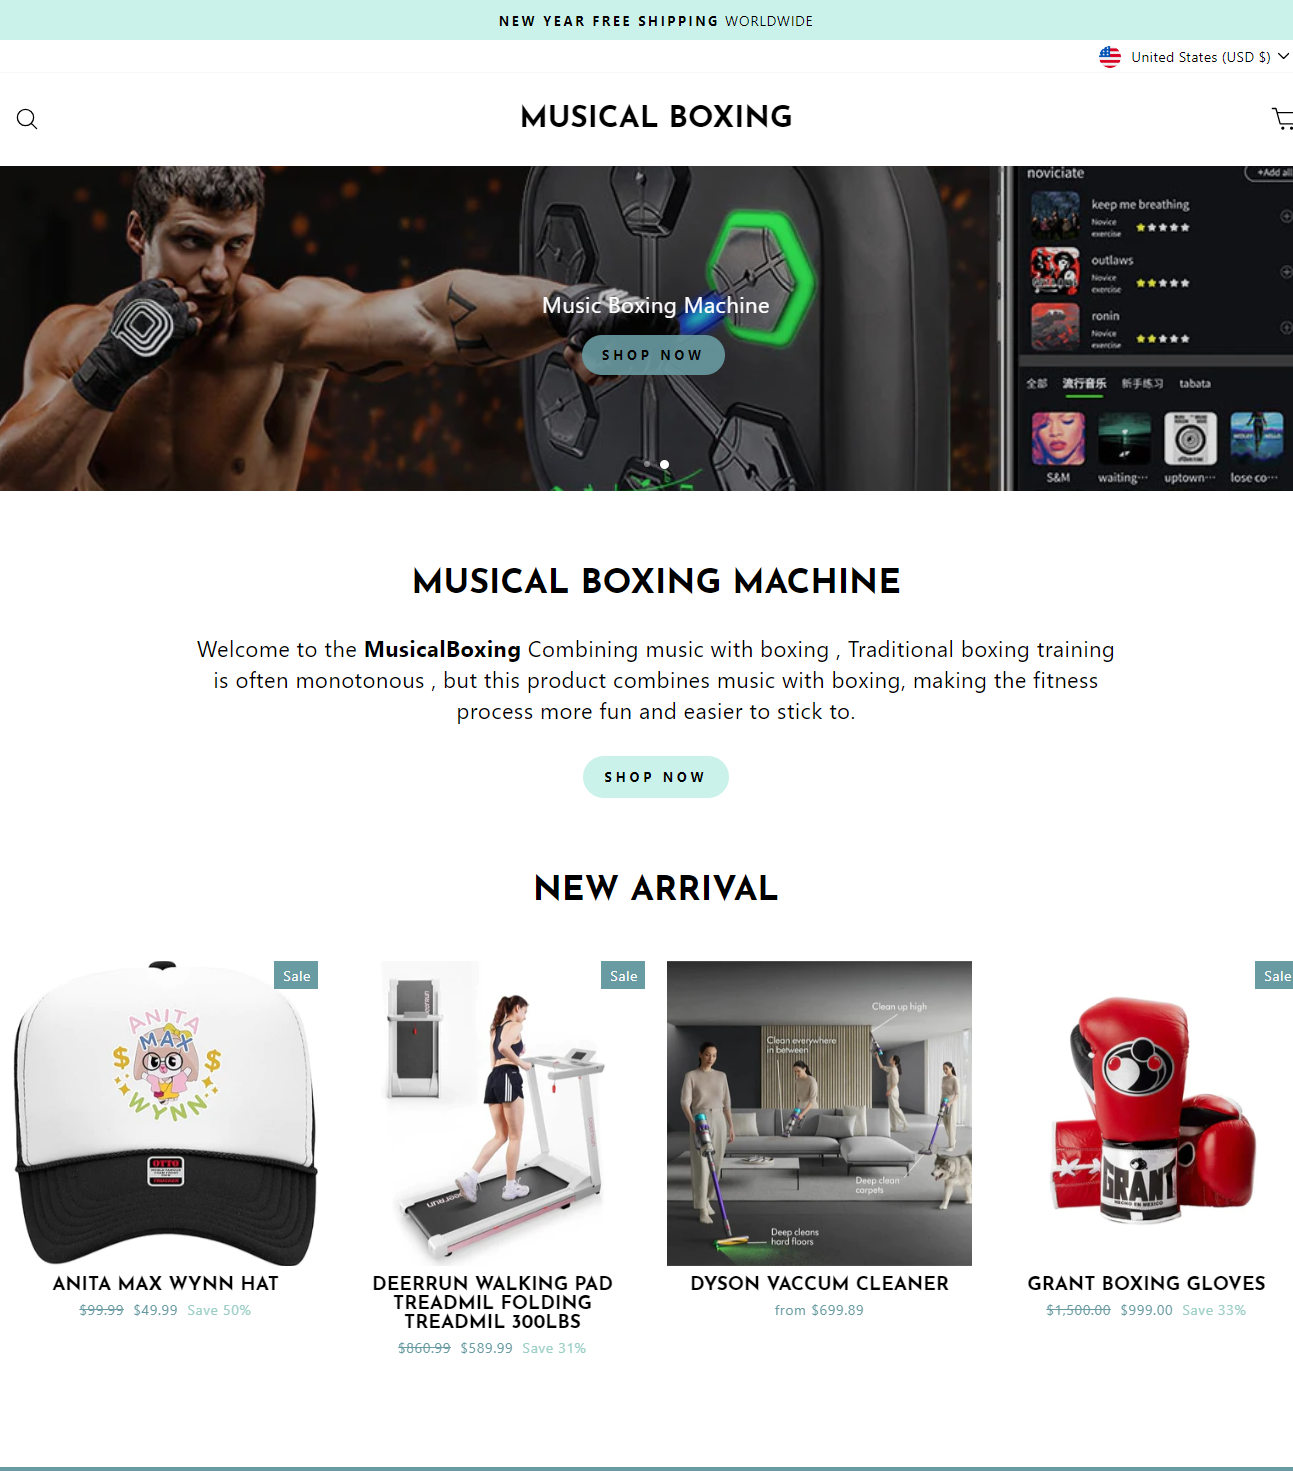 NEW YEAR FREE SHIPPING WORLDWIDE
United States (USD $)
MUSICAL BOXING
noviciate
+Add all
keep me breathing
Novice
exercise
outlaws
Novice
exercise
ronin
Novice
exercise
Music Boxing Machine
SHOP NOW
全部 流行音乐 新手练习 tabata
S&M waiting··· uptown··· lose co···
MUSICAL BOXING MACHINE
Welcome to the MusicalBoxing Combining music with boxing , Traditional boxing training
is often monotonous , but this product combines music with boxing, making the fitness
process more fun and easier to stick to.
SHOP NOW
NEW ARRIVAL
Sale
ANITA
MAX
WYNN
OTTO
ANITA MAX WYNN HAT
$99.99 $49.99 Save 50%
Sale
DEERRUN WALKING PAD
TREADMIL FOLDING
TREADMIL 300LBS
$860.99 $589.99 Save 31%
Clean up high
Clean everywhere
in between
Deep clean
carpets
Deep cleans
hard floors
DYSON VACCUM CLEANER
from $699.89
Sale
GRANT
HECHO EN MEXICO
GRANT BOXING GLOVES
$1,500.00 $999.00 Save 33%